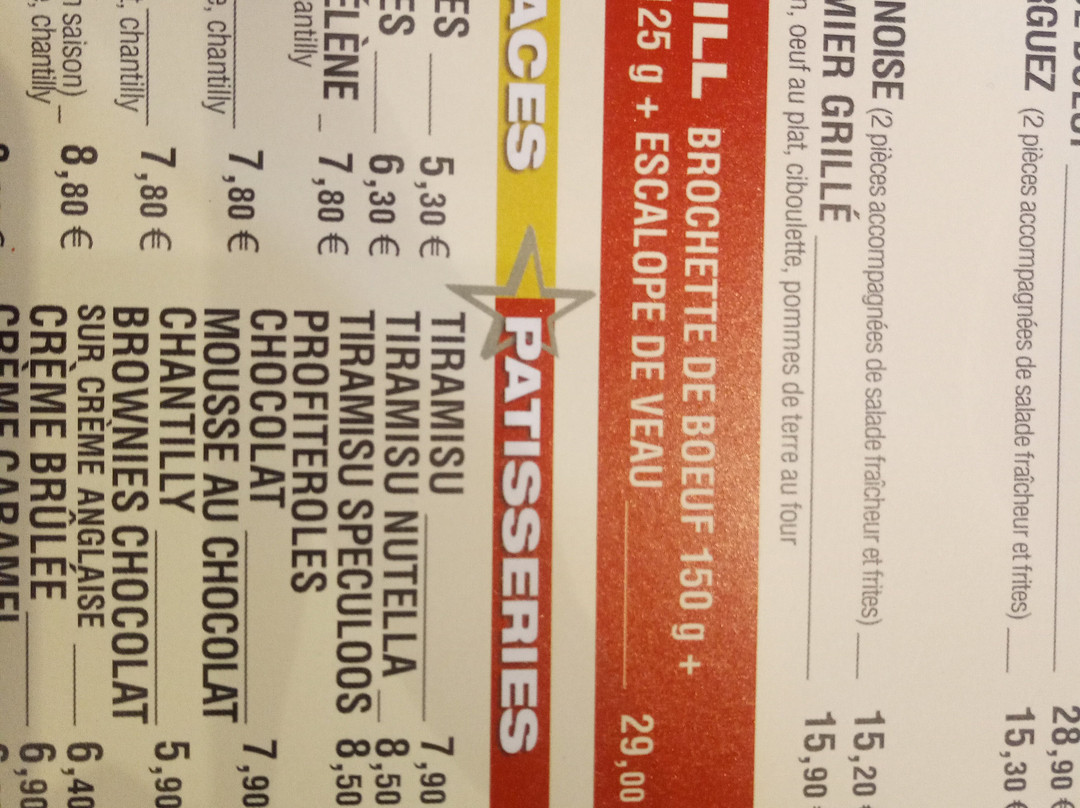 28,90 €
RGUEZ (2 pièces accompagnées de salade fraîcheur et frites) 15,30 €
NOISE (2 pièces accompagnées de salade fraîcheur et frites) 15,20
MIER GRILLÉ 15,90
oeuf au plat, ciboulette, pommes de terre au four
ILL BROCHETTE DE BOEUF 150 g +
125 g + ESCALOPE DE VEAU 29,00
ACES
ES 5,30 €
ES 6,30 €
ÉLÈNE 7,80 €
antilly
7,80 €
e, chantilly
7,80 €
, chantilly
saison) 8,80 €
, chantilly
PATISSERIES
TIRAMISU 7,90
TIRAMISU NUTELLA 8,50
TIRAMISU SPECULOOS 8,50
PROFITEROLES
CHOCOLAT 7,90
MOUSSE AU CHOCOLAT
CHANTILLY 5,90
BROWNIES CHOCOLAT
SUR CRÈME ANGLAISE 6,40
CRÈME BRÛLÉE 6,90
CRÈME CARAMEL